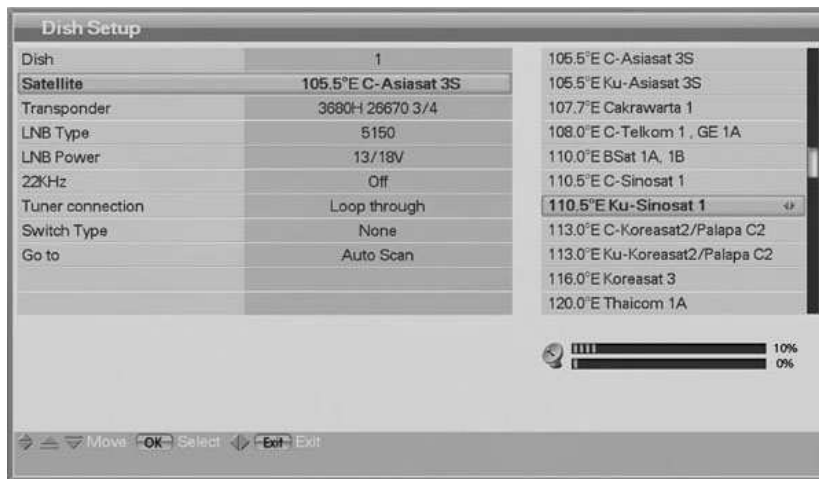 Dish Setup
Dish 1
Satellite 105.5°E C-Asiasat 3S
Transponder 3680H 26670 3/4
LNB Type 5150
LNB Power 13/18V
22KHz Off
Tuner connection Loop through
Switch Type None
Go to Auto Scan
105.5°E C-Asiasat 3S
105.5°E Ku-Asiasat 3S
107.7°E Cakrawarta 1
108.0°E C-Telkom 1 , GE 1A
110.0°E BSat 1A, 1B
110.5°E C-Sinosat 1
110.5°E Ku-Sinosat 1
113.0°E C-Koreasat2/Palapa C2
113.0°E Ku-Koreasat2/Palapa C2
116.0°E Koreasat 3
120.0°E Thaicom 1A
10%
0%
Move OK Select Exit Exit